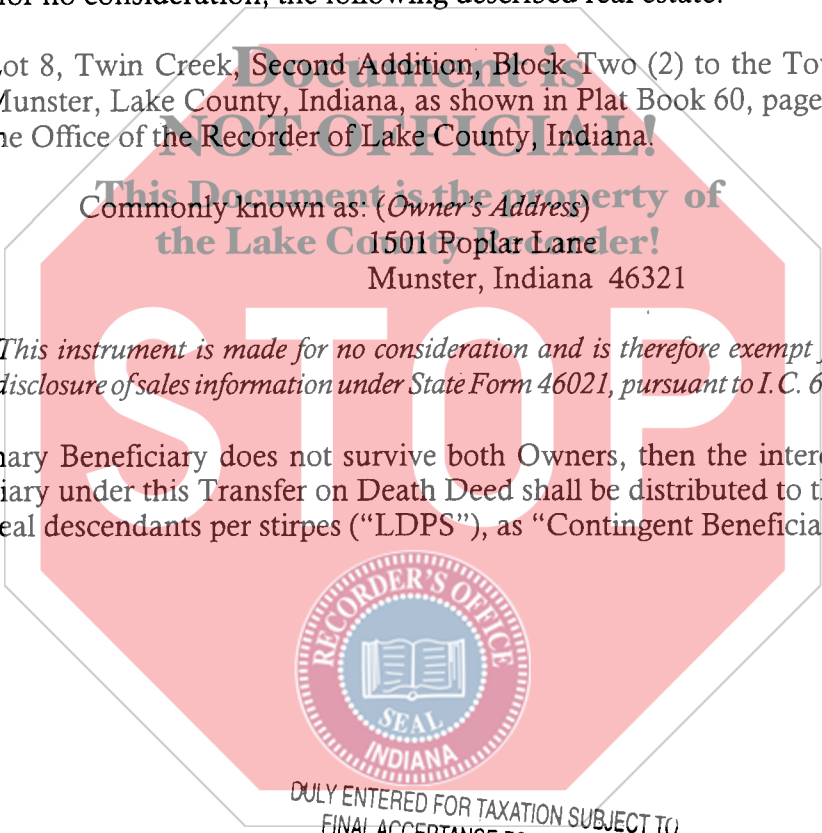 for no consideration, the following described real estate:
Lot 8, Twin Creek, Second Addition, Block Two (2) to the To
Munster, Lake County, Indiana, as shown in Plat Book 60, page
he Office of the Recorder of Lake County, Indiana.
Document is
NOT OFFICIAL!
This Document is the property of
the Lake County Recorder!
Commonly known as: (Owner's Address)
1501 Poplar Lane
Munster, Indiana 46321
STOP
This instrument is made for no consideration and is therefore exempt
disclosure of sales information under State Form 46021, pursuant to I.C. 6
nary Beneficiary does not survive both Owners, then the inter
iary under this Transfer on Death Deed shall be distributed to th
eal descendants per stirpes ("LDPS"), as "Contingent Beneficia
RECORDER'S OFFICE
SEAL
INDIANA
DULY ENTERED FOR TAXATION SUBJECT TO
FINAL ACCEPTANCE